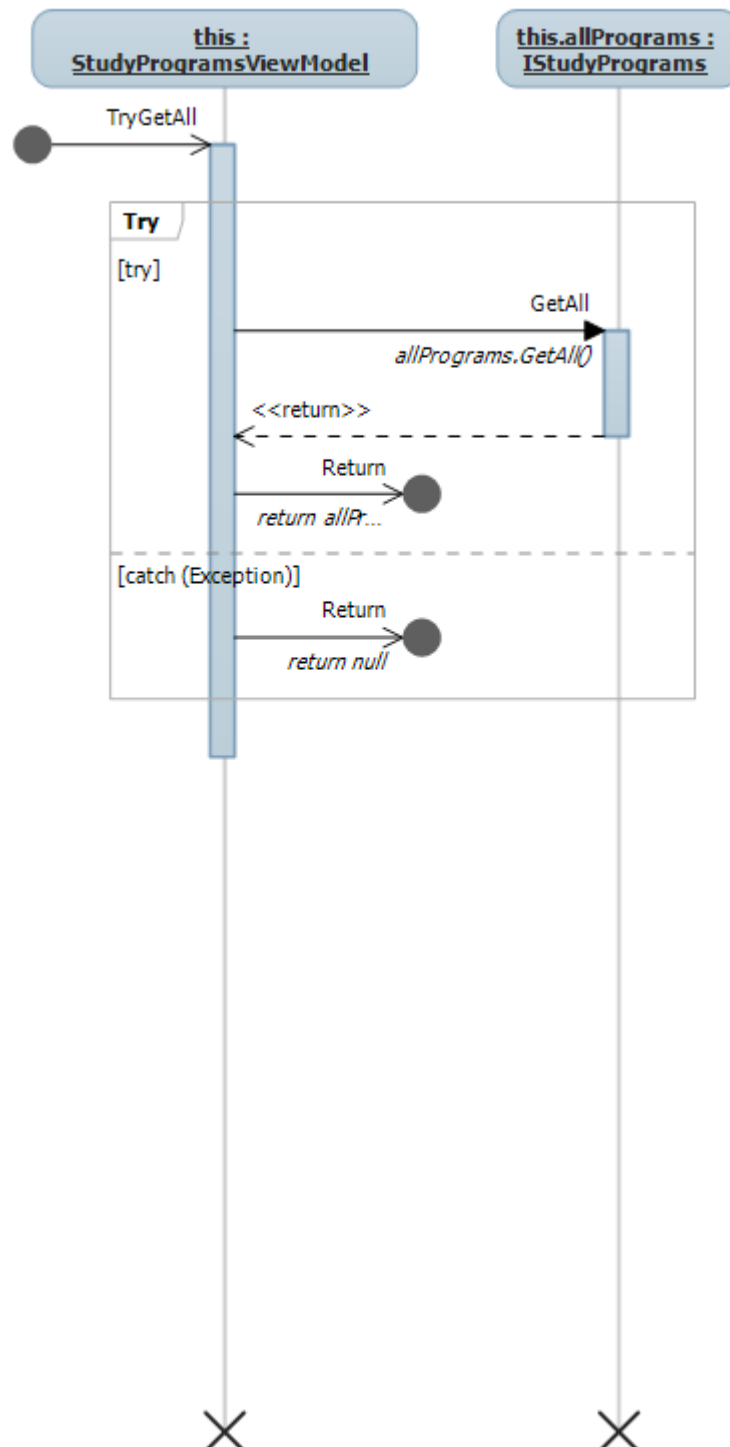 this :
StudyProgramsViewModel
this.allPrograms :
IStudyPrograms
TryGetAll
Try
[try]
GetAll
allPrograms.GetAll()
<<return>>
Return
return allPr...
[catch (Exception)]
Return
return null